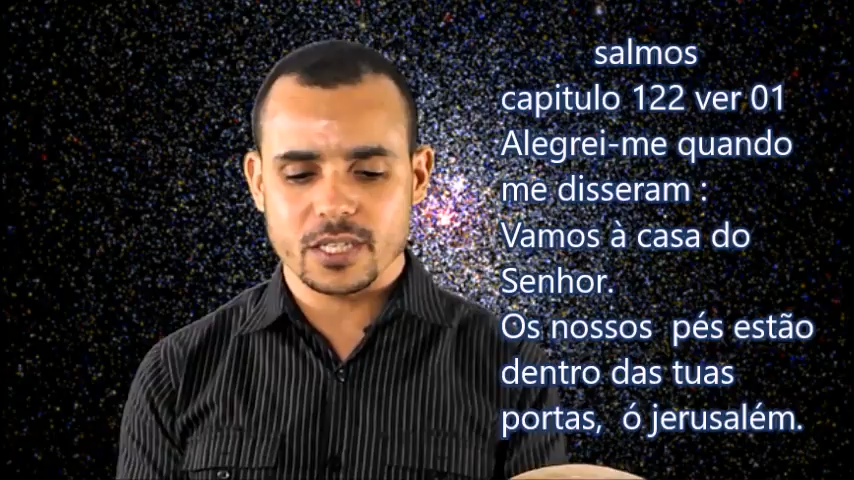 salmos
capitulo 122 ver 01
Alegrei-me quando
me disseram :
Vamos à casa do
Senhor.
Os nossos pés estão
dentro das tuas
portas, ó jerusalém.